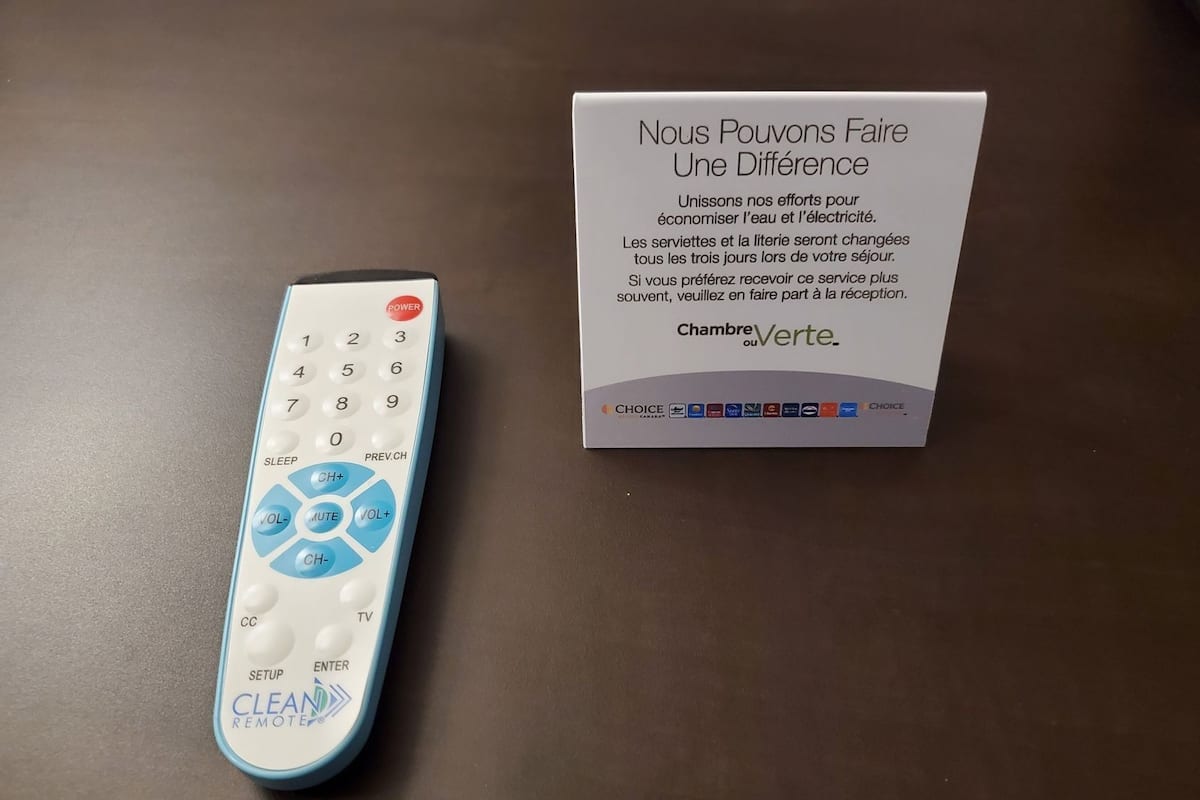 Nous Pouvons Faire
Une Différence
Unissons nos efforts pour
économiser l'eau et l'électricité.
Les serviettes et la literie seront changées
tous les trois jours lors de votre séjour.
Si vous préférez recevoir ce service plus
souvent, veuillez en faire part à la réception.
Chambre
ou Verte
CHOICE CHOICE
POWER
1 2 3
4 5 6
7 8 9
0
SLEEP PREV.CH
CH+
VOL- MUTE VOL+
CH-
CC TV
SETUP ENTER
CLEAN
REMOTE®